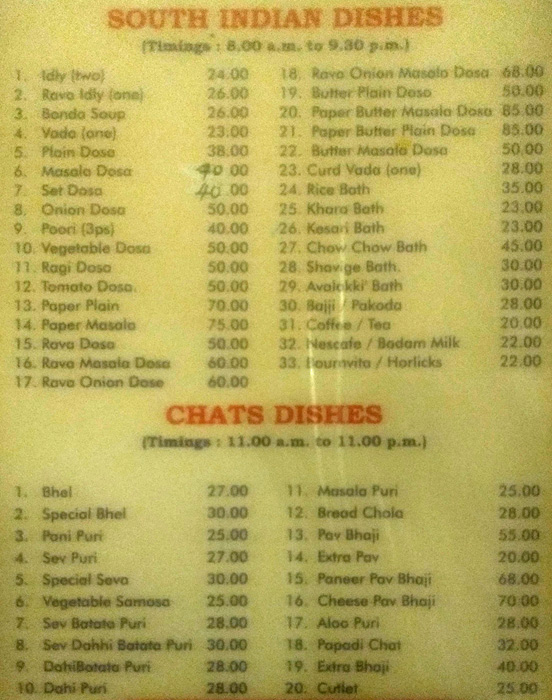 SOUTH INDIAN DISHES
(Timings : 8.00 a.m. to 9.30 p.m.)
1. Idly (two) 24.00
2. Rava Idly (one) 26.00
3. Bonda Soup 26.00
4. Vada (one) 23.00
5. Plain Dosa 38.00
6. Masala Dosa 40 00
7. Set Dosa 40 .00
8. Onion Dosa 50.00
9. Poori (3ps) 40.00
10. Vegetable Dosa 50.00
11. Ragi Dosa 50.00
12. Tomato Dosa. 50.00
13. Paper Plain 70.00
14. Paper Masala 75.00
15. Rava Dosa 50.00
16. Rava Masala Dosa 60.00
17. Rava Onion Dose 60.00
18. Rava Onion Masala Dosa 68.00
19. Butter Plain Dosa 50.00
20. Paper Butter Masala Dosa 85.00
21. Paper Butter Plain Dosa 85.00
22. Butter Masala Dosa 50.00
23. Curd Vada (one) 28.00
24. Rice Bath 35.00
25. Khara Bath 23.00
26. Kesari Bath 23.00
27. Chow Chow Bath 45.00
28. Shavige Bath. 30.00
29. Avalakki Bath 30.00
30. Bajji / Pakoda 28.00
31. Coffee / Tea 20.00
32. Nescafe / Badam Milk 22.00
33. Bournvita / Horlicks 22.00
CHATS DISHES
(Timings : 11.00 a.m. to 11.00 p.m.)
1. Bhel 27.00
2. Special Bhel 30.00
3. Pani Puri 25.00
4. Sev Puri 27.00
5. Special Seva 30.00
6. Vegetable Samosa 25.00
7. Sev Batata Puri 28.00
8. Sev Dahhi Batata Puri 30.00
9. DahiBatata Puri 28.00
10. Dahi Puri 28.00
11. Masala Puri 25.00
12. Bread Chola 28.00
13. Pav Bhaji 55.00
14. Extra Pav 20.00
15. Paneer Pav Bhaji 68.00
16. Cheese Pav Bhaji 70.00
17. Aloo Puri 28.00
18. Papadi Chat 32.00
19. Extra Bhaji 40.00
20. Cutlet 25.00